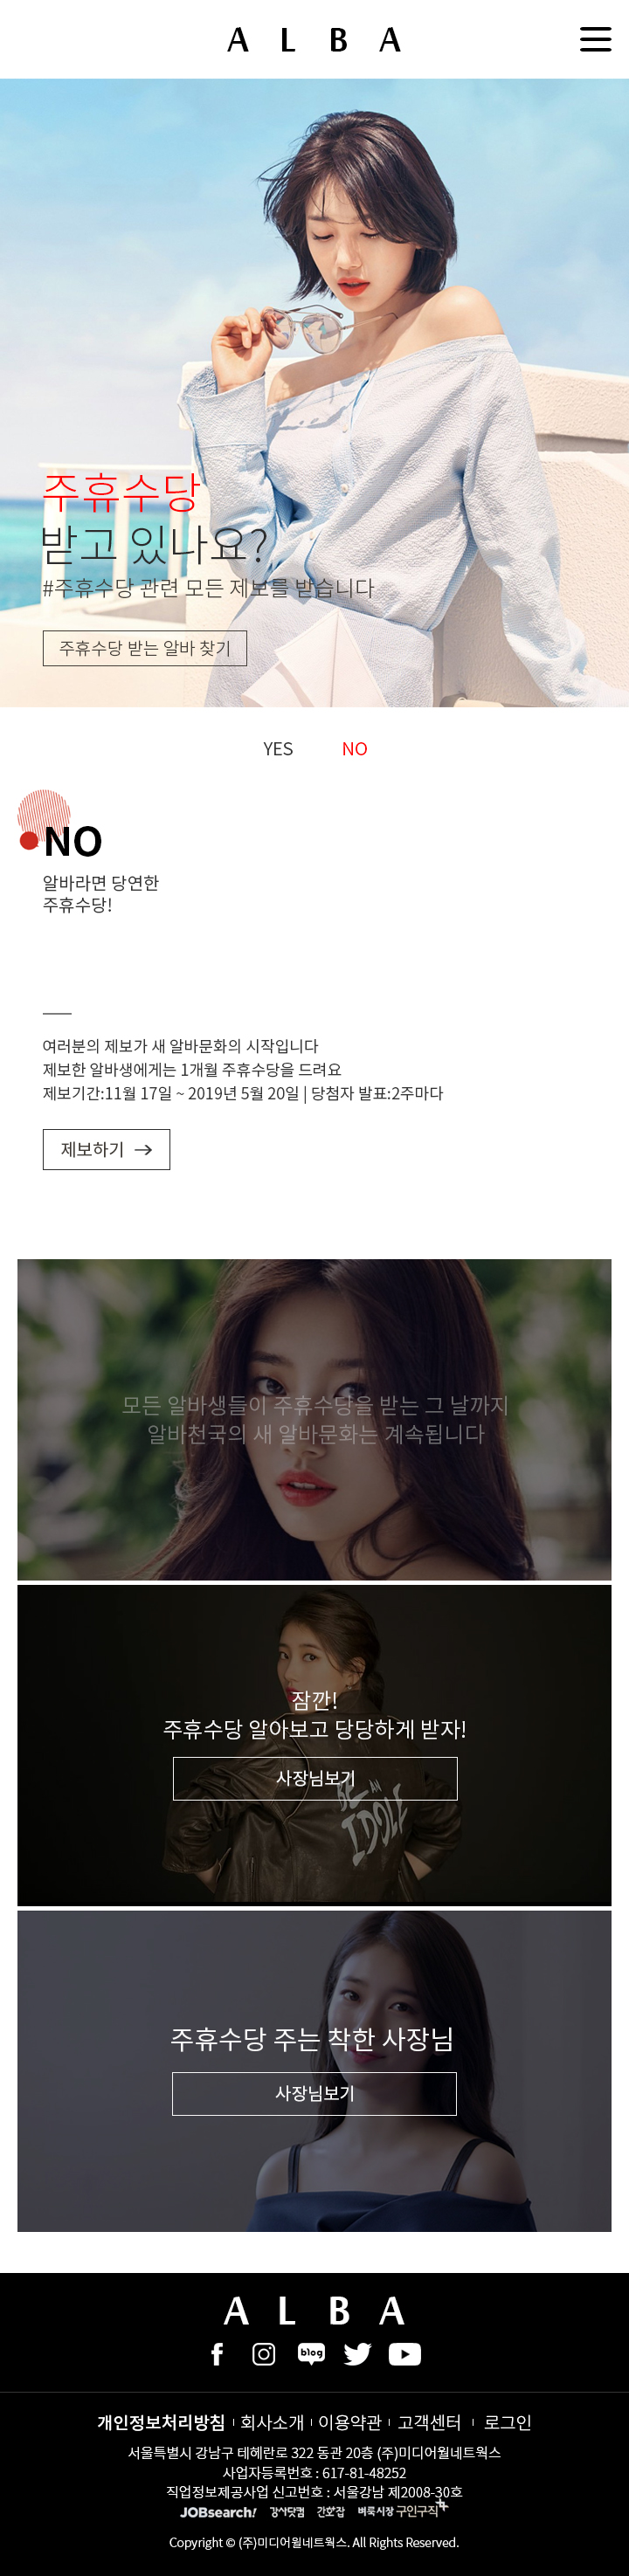 A L B A
주휴수당
받고 있나요?
#주휴수당 관련 모든 제보를 받습니다
주휴수당 받는 알바 찾기
YES NO
NO
알바라면 당연한
주휴수당!
여러분의 제보가 새 알바문화의 시작입니다
제보한 알바생에게는 1개월 주휴수당을 드려요
제보기간:11월 17일 ~ 2019년 5월 20일 | 당첨자 발표:2주마다
제보하기 →
모든 알바생들이 주휴수당을 받는 그 날까지
알바천국의 새 알바문화는 계속됩니다
잠깐!
주휴수당 알아보고 당당하게 받자!
사장님보기
BE AN
IDOLL
주휴수당 주는 착한 사장님
사장님보기
A L B A
blog
개인정보처리방침 | 회사소개 | 이용약관 | 고객센터 | 로그인
서울특별시 강남구 테헤란로 322 동관 20층 (주)미디어윌네트웍스
사업자등록번호 : 617-81-48252
직업정보제공사업 신고번호 : 서울강남 제2008-30호
JOBsearch! 강사닷컴 간호잡 벼룩시장 구인구직
Copyright © (주)미디어윌네트웍스. All Rights Reserved.